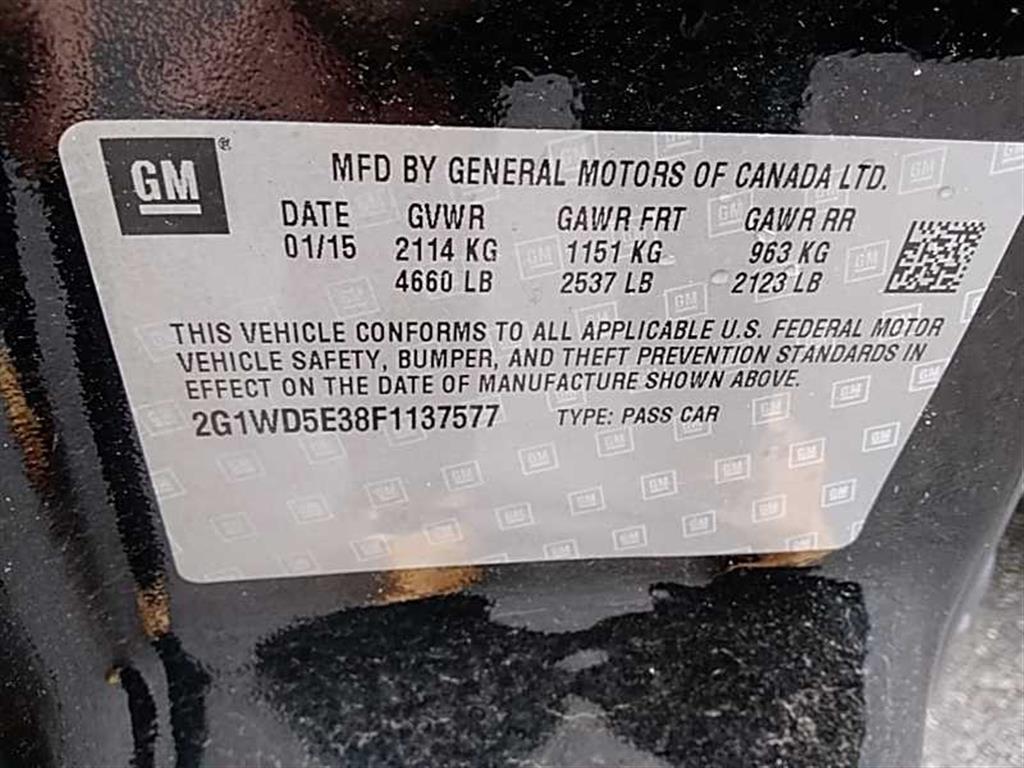 GM®
MFD BY GENERAL MOTORS OF CANADA LTD.
DATE GVWR GAWR FRT GAWR RR
01/15 2114 KG 1151 KG 963 KG
4660 LB 2537 LB 2123 LB
THIS VEHICLE CONFORMS TO ALL APPLICABLE U.S. FEDERAL MOTOR
VEHICLE SAFETY, BUMPER, AND THEFT PREVENTION STANDARDS IN
EFFECT ON THE DATE OF MANUFACTURE SHOWN ABOVE.
2G1WD5E38F1137577 TYPE: PASS CAR